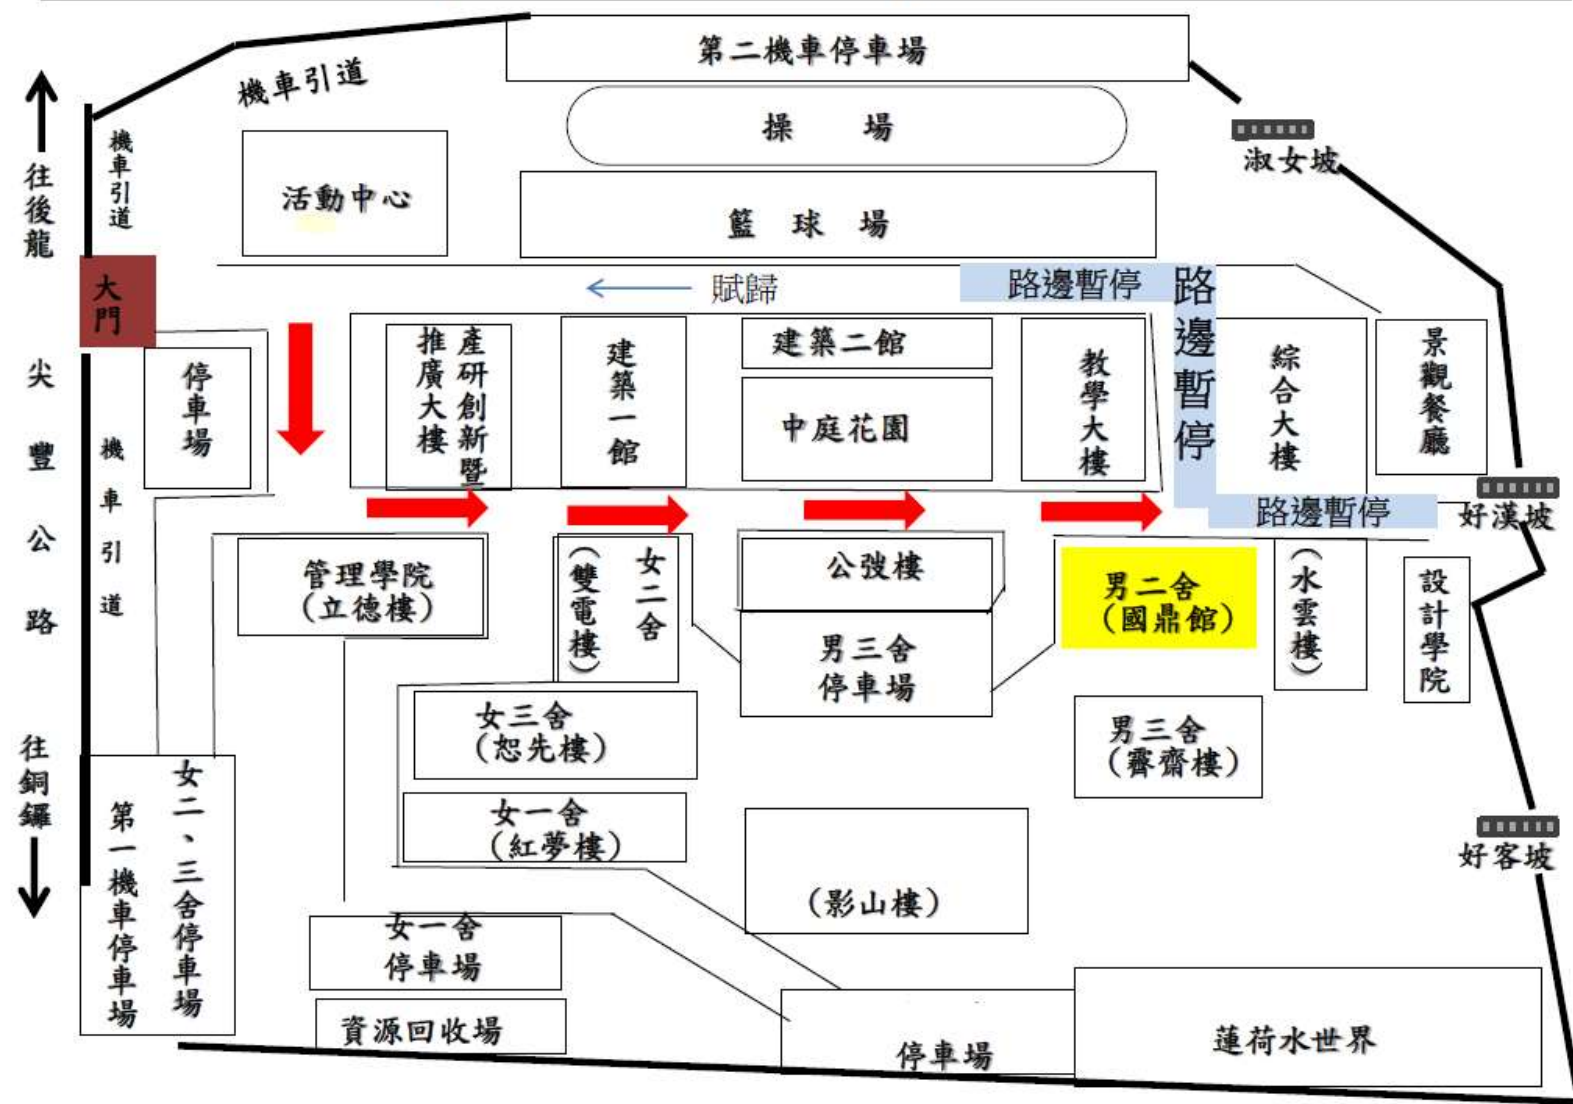 第二機車停車場
機車引道
操 場
機車引道
往後龍
淑女坡
活動中心
籃 球 場
大門
賦歸
路邊暫停
路邊暫停
尖豐公路
停車場
產研創新暨
推廣大樓
建築一館
建築二館
中庭花園
教學大樓
綜合大樓
景觀餐廳
機車引道
路邊暫停
好漢坡
管理學院
(立德樓)
女二舍
(雙電樓)
公弢樓
男三舍
停車場
男二舍
(國鼎館)
(水雲樓)
設計學院
往銅鑼
女三舍
(恕先樓)
男三舍
(霽齋樓)
女二、三舍停車場
第一機車停車場
女一舍
(紅夢樓)
好客坡
(影山樓)
女一舍
停車場
資源回收場
停車場
蓮荷水世界